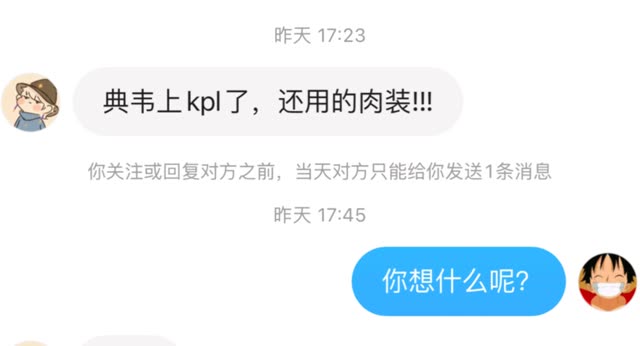 昨天 17:23
典韦上kpl了，还用的肉装!!!
你关注或回复对方之前，当天对方只能给你发送1条消息
昨天 17:45
你想什么呢？